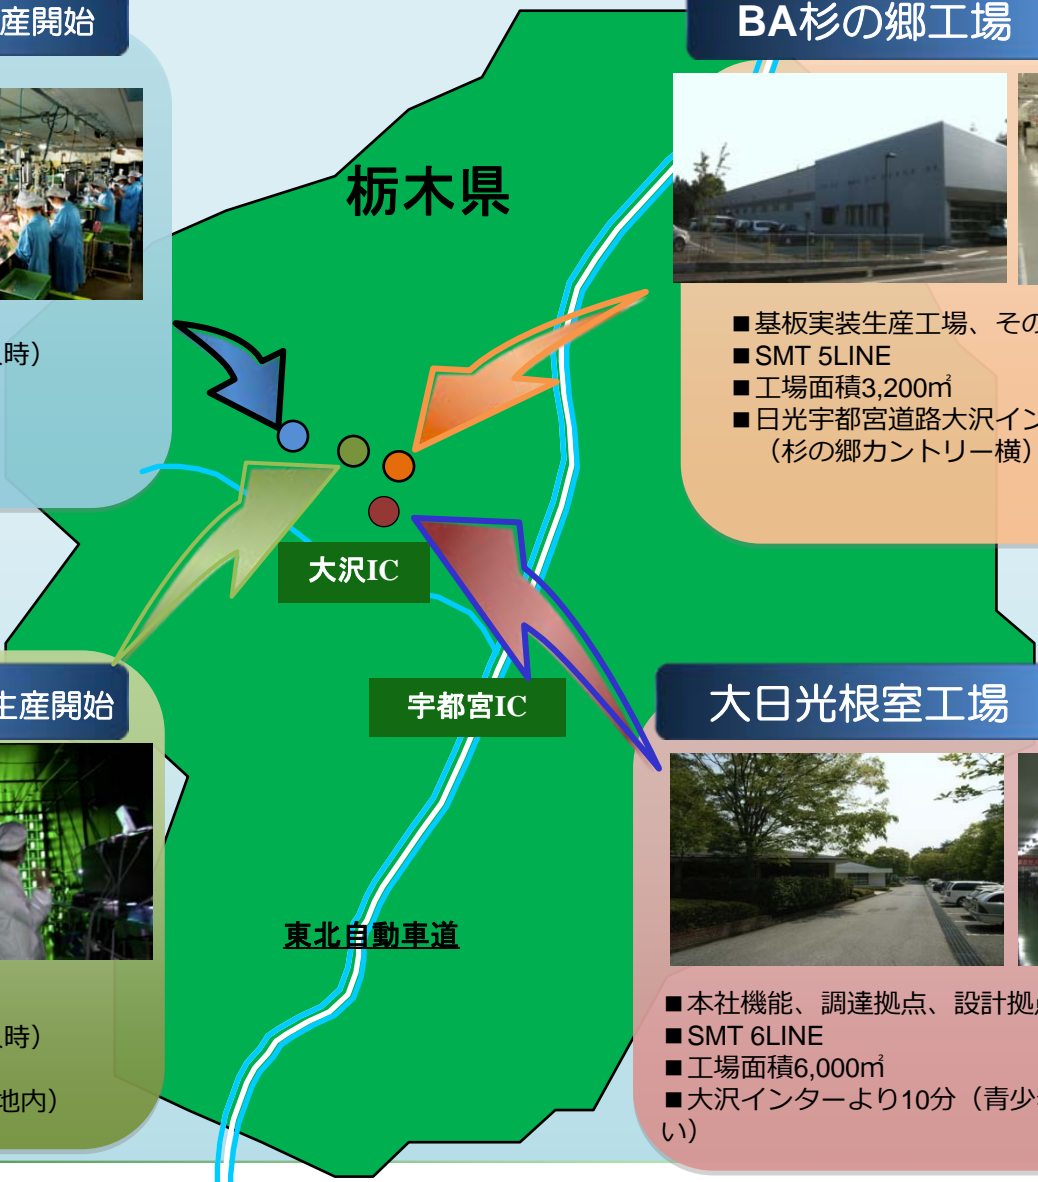 産開始
BA杉の郷工場
栃木県
時）
■基板実装生産工場、その
■SMT 5LINE
■工場面積3,200㎡
■日光宇都宮道路大沢イン
（杉の郷カントリー横）
大沢IC
生産開始
宇都宮IC
大日光根室工場
東北自動車道
時）
地内）
■本社機能、調達拠点、設計拠
■SMT 6LINE
■工場面積6,000㎡
■大沢インターより10分（青少
い）